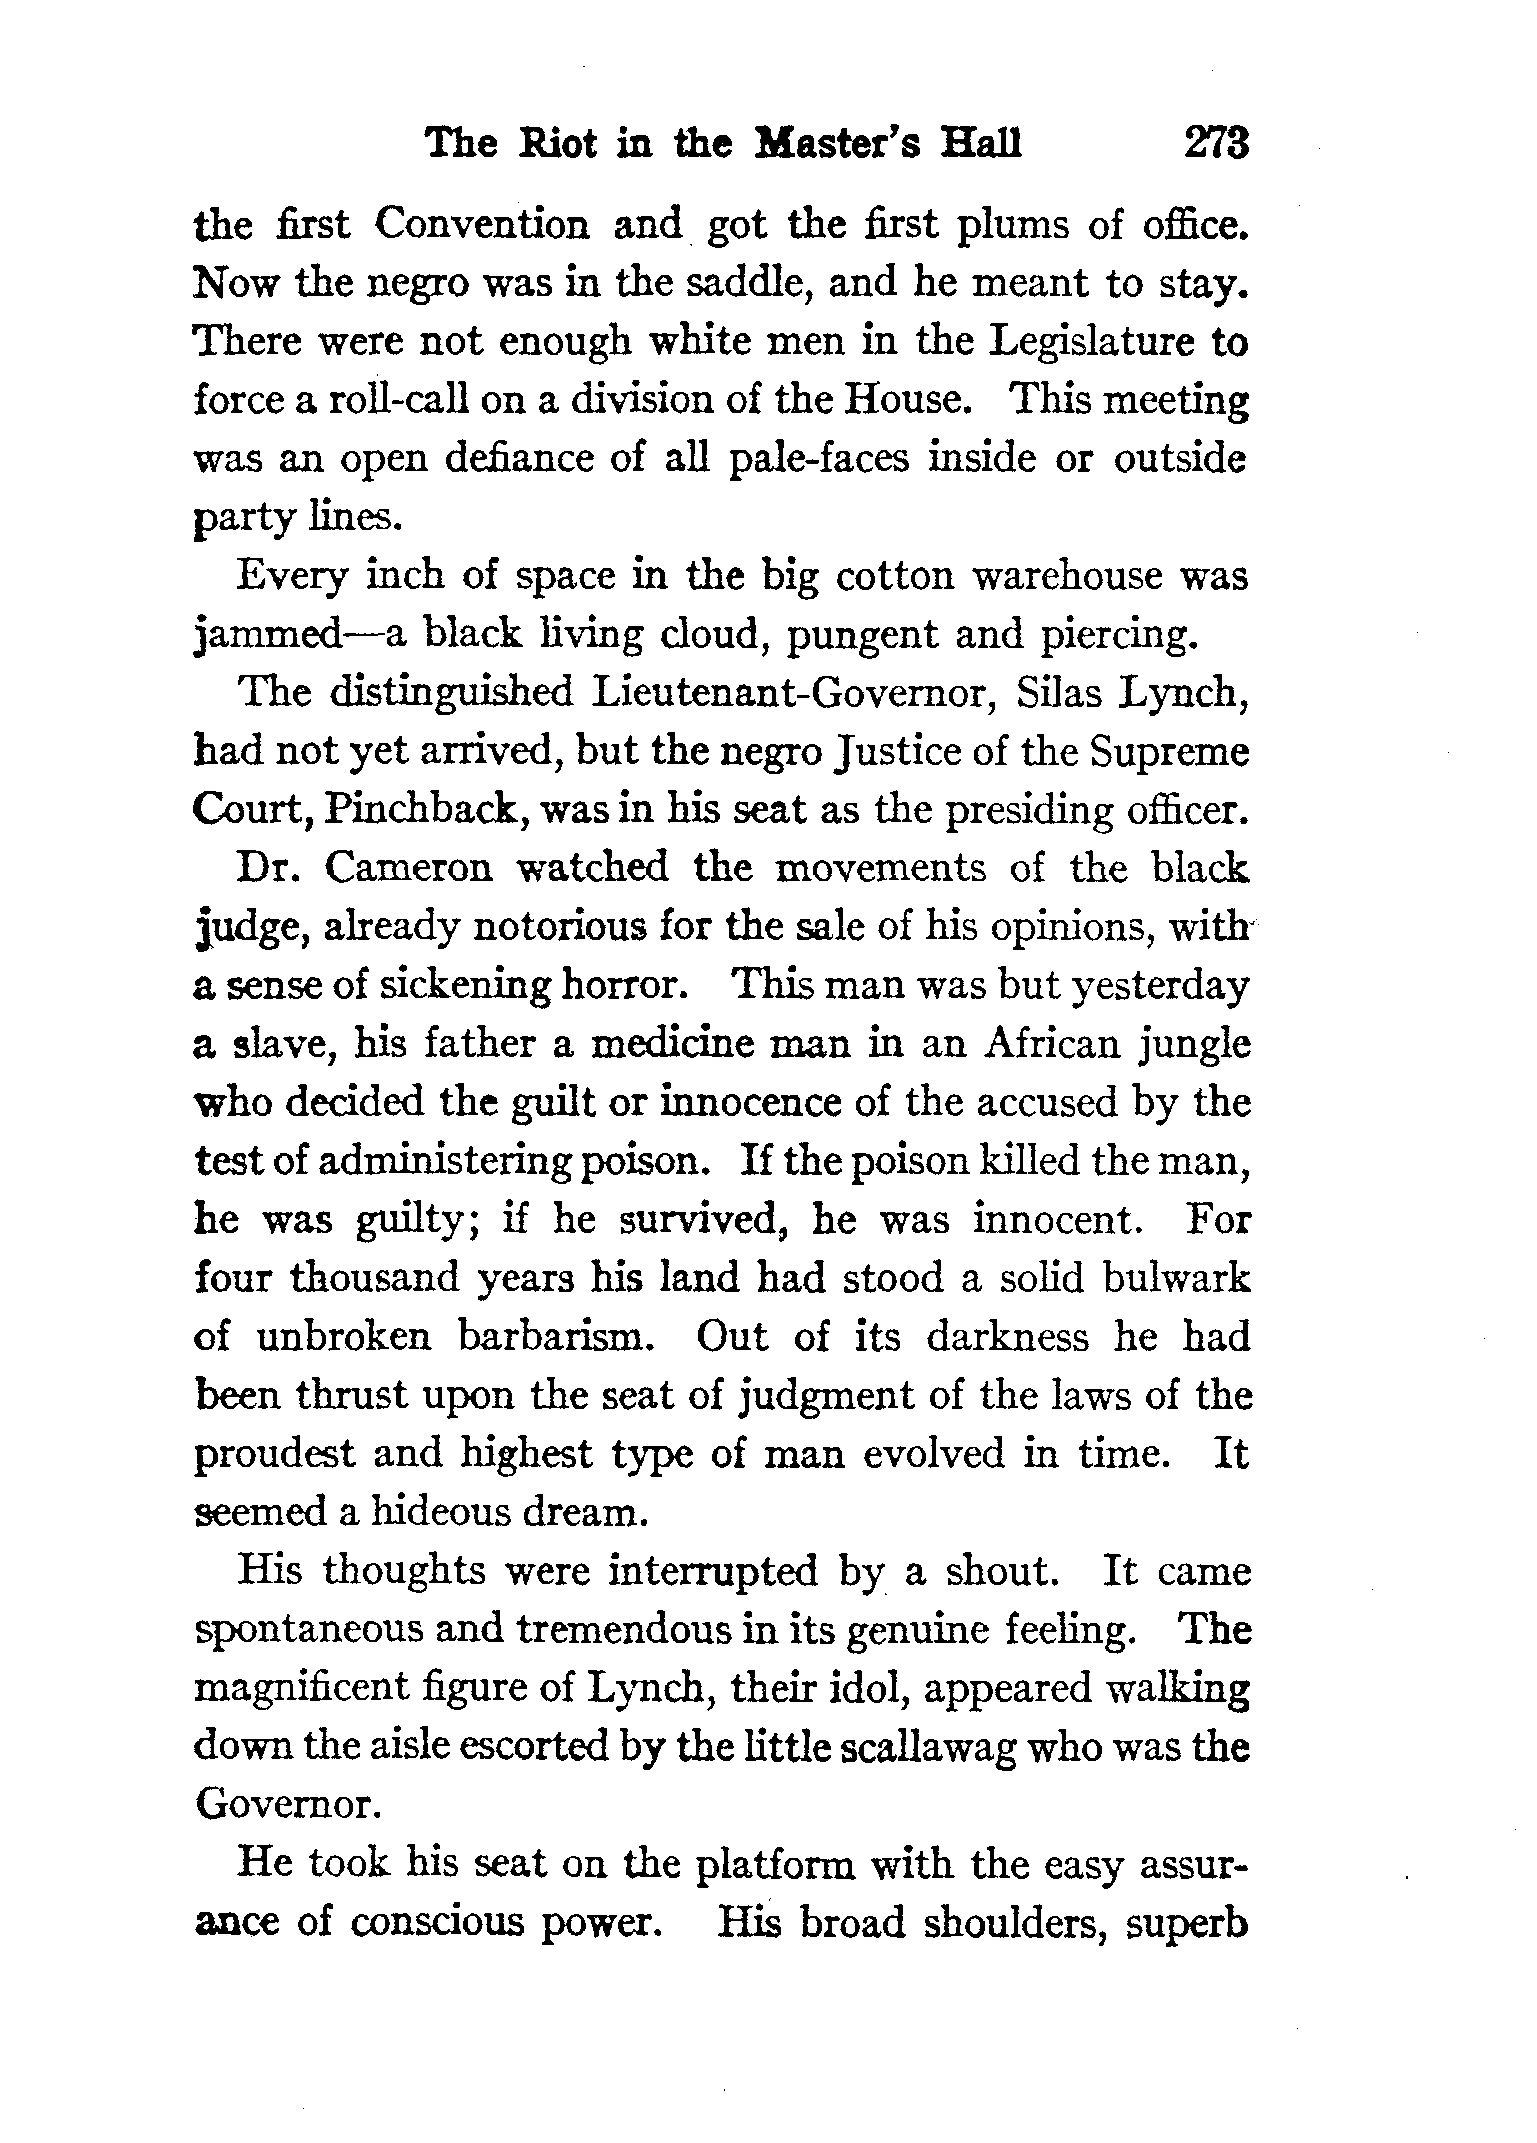 The Riot in the Master's Hall 273
the first Convention and got the first plums of office.
Now the negro was in the saddle, and he meant to stay.
There were not enough white men in the Legislature to
force a roll-call on a division of the House. This meeting
was an open defiance of all pale-faces inside or outside
party lines.
Every inch of space in the big cotton warehouse was
jammed—a black living cloud, pungent and piercing.
The distinguished Lieutenant-Governor, Silas Lynch,
had not yet arrived, but the negro Justice of the Supreme
Court, Pinchback, was in his seat as the presiding officer.
Dr. Cameron watched the movements of the black
judge, already notorious for the sale of his opinions, with
a sense of sickening horror. This man was but yesterday
a slave, his father a medicine man in an African jungle
who decided the guilt or innocence of the accused by the
test of administering poison. If the poison killed the man,
he was guilty; if he survived, he was innocent. For
four thousand years his land had stood a solid bulwark
of unbroken barbarism. Out of its darkness he had
been thrust upon the seat of judgment of the laws of the
proudest and highest type of man evolved in time. It
seemed a hideous dream.
His thoughts were interrupted by a shout. It came
spontaneous and tremendous in its genuine feeling. The
magnificent figure of Lynch, their idol, appeared walking
down the aisle escorted by the little scallawag who was the
Governor.
He took his seat on the platform with the easy assur-
ance of conscious power. His broad shoulders, superb